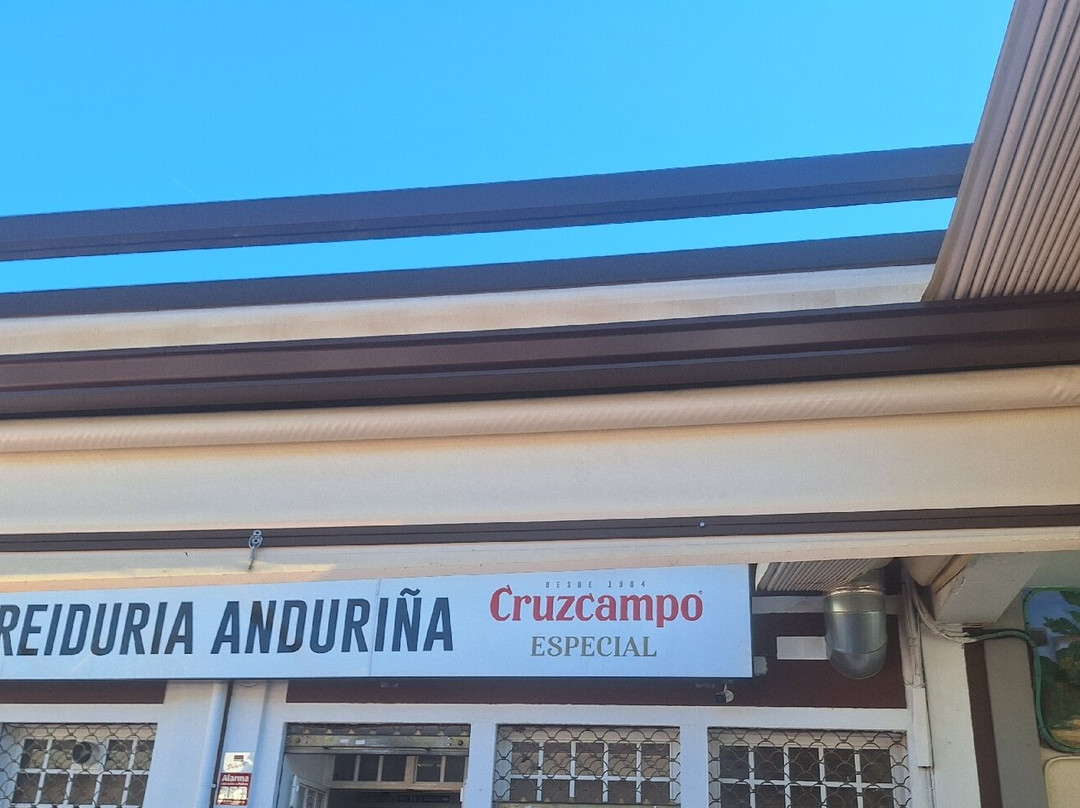 REIDURIA ANDURIÑA
DESDE 1904
Cruzcampo
ESPECIAL
Alarma